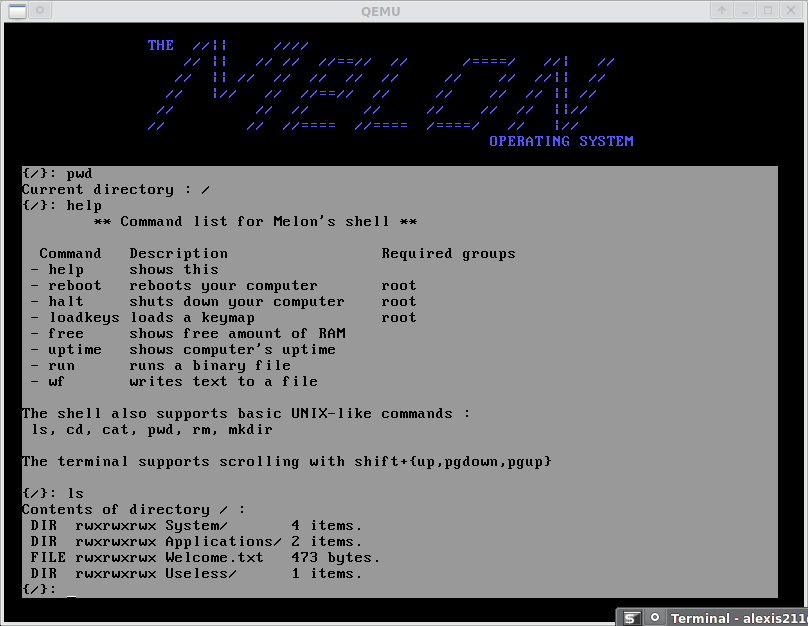 QEMU
THE
MELON
OPERATING SYSTEM
{/}: pwd
Current directory : /
{/}: help
** Command list for Melon's shell **
Command Description Required groups
- help shows this
- reboot reboots your computer root
- halt shuts down your computer root
- loadkeys loads a keymap root
- free shows free amount of RAM
- uptime shows computer's uptime
- run runs a binary file
- wf writes text to a file
The shell also supports basic UNIX-like commands :
ls, cd, cat, pwd, rm, mkdir
The terminal supports scrolling with shift+{up,pgdown,pgup}
{/}: ls
Contents of directory / :
DIR rwxrwxrwx System/ 4 items.
DIR rwxrwxrwx Applications/ 2 items.
FILE rwxrwxrwx Welcome.txt 473 bytes.
DIR rwxrwxrwx Useless/ 1 items.
{/}: _
Terminal - alexis211